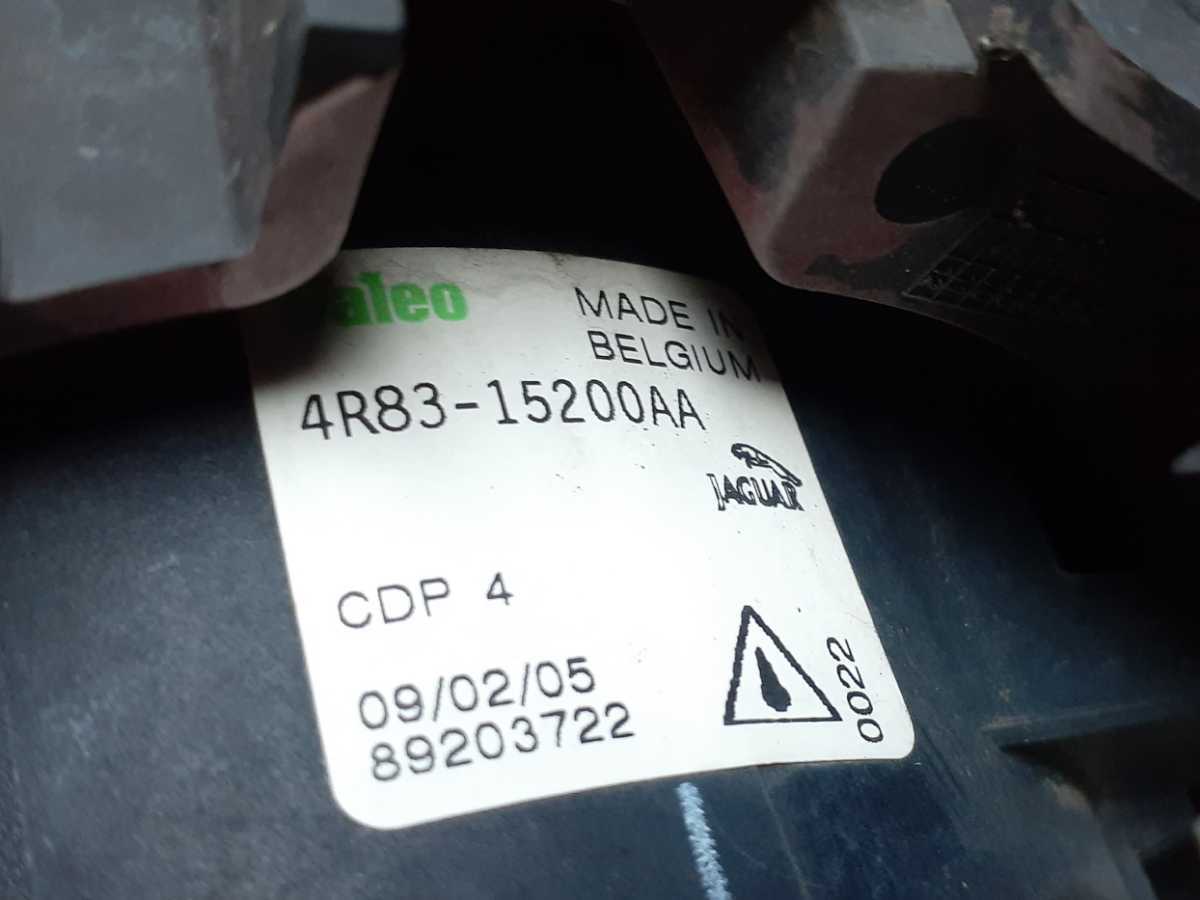 aleo
MADE IN
BELGIUM
4R83-15200AA
JAGUAR
CDP 4
09/02/05
89203722
0022